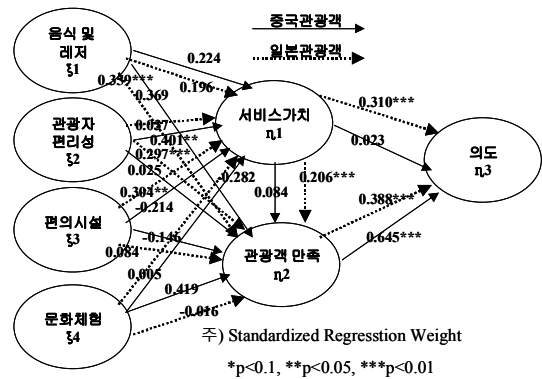 중국관광객
일본관광객
음식 및
레저
ξ1
관광자
편리성
ξ2
편의시설
ξ3
문화체험
ξ4
서비스가치
η1
관광객 만족
η2
의도
η3
0.224
0.196
0.359***
-0.369
0.027
0.401**
0.297***
0.025
0.304**
-0.214
-0.146
0.084
0.005
0.419
-0.016
-0.282
0.084
0.206***
0.310***
0.023
0.388***
0.645***
주) Standardized Regresstion Weight
*p<0.1, **p<0.05, ***p<0.01